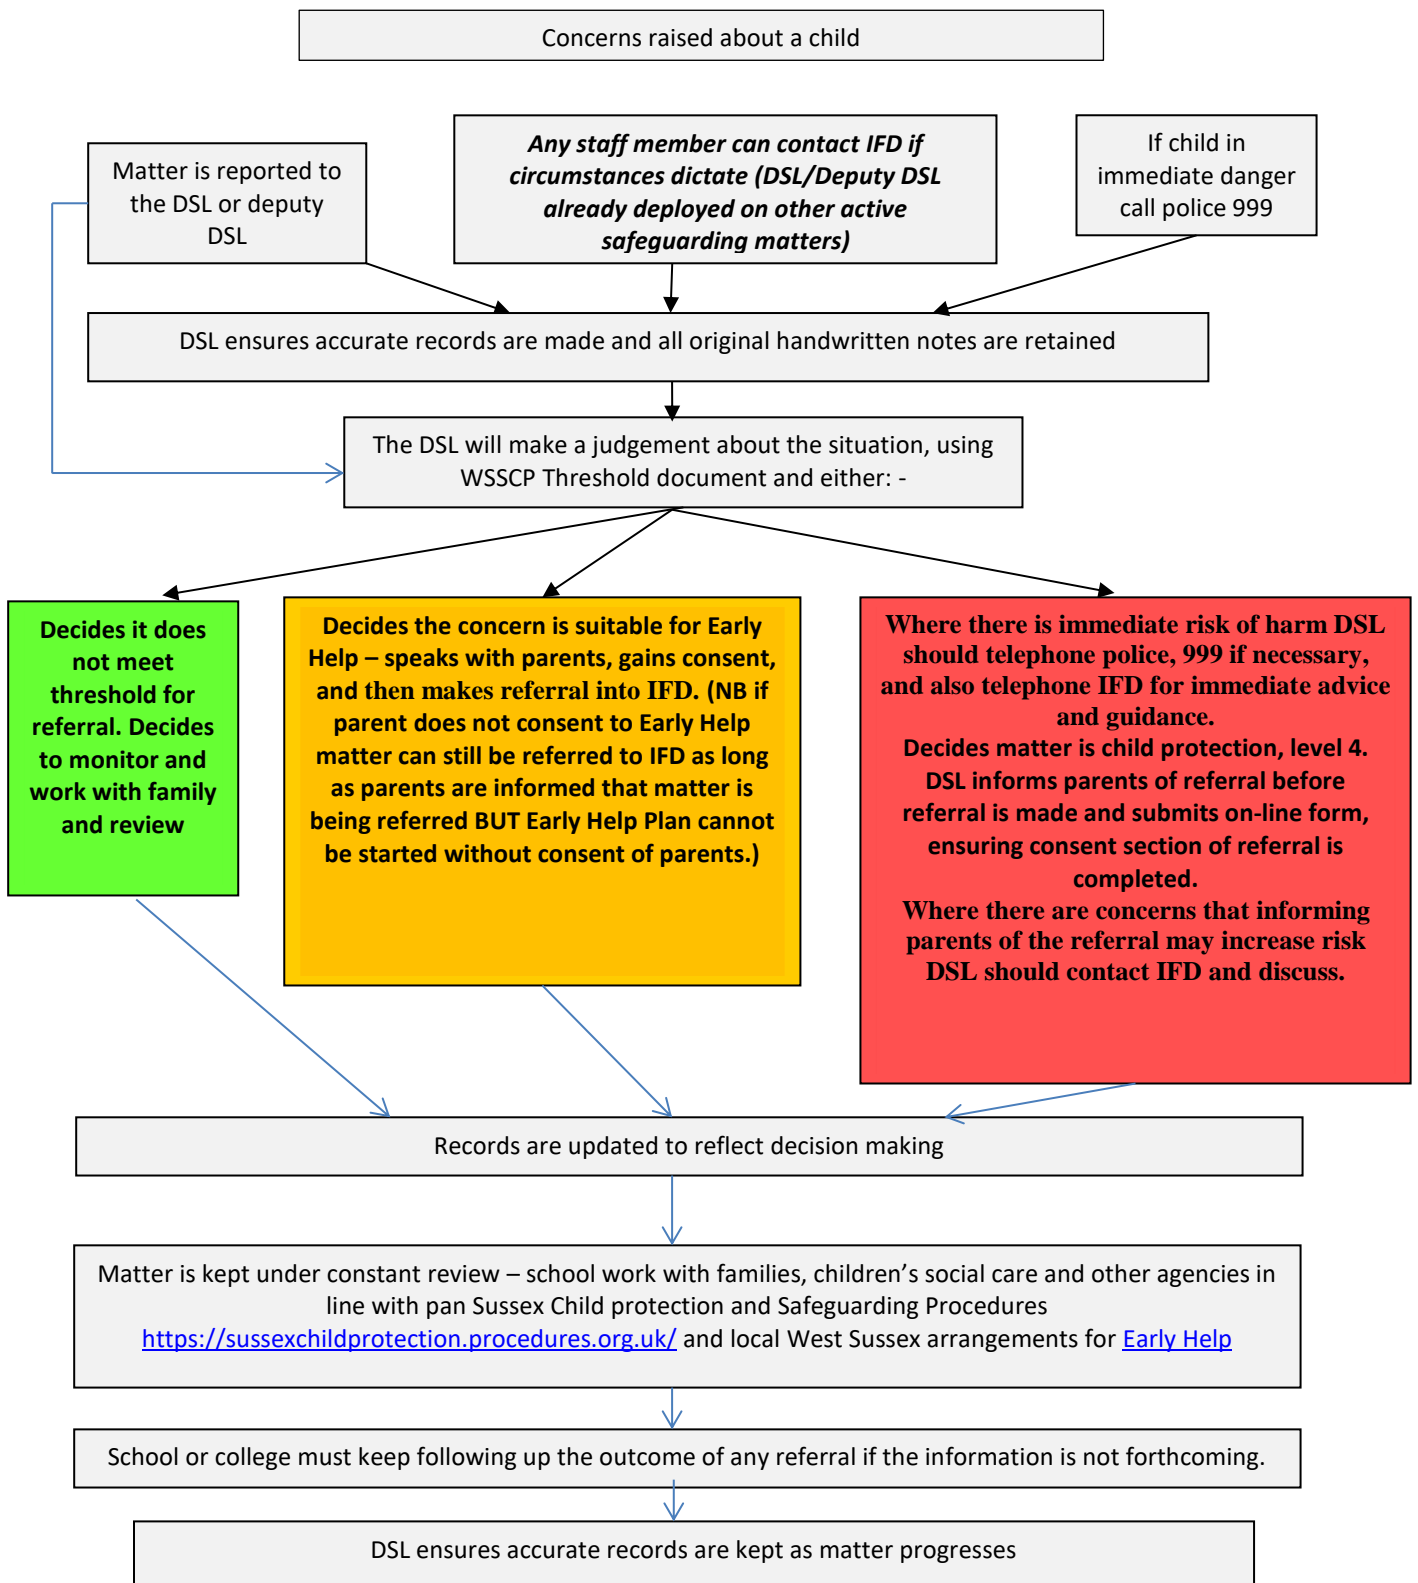 Concerns raised about a child
Matter is reported to
the DSL or deputy
DSL
Any staff member can contact IFD if
circumstances dictate (DSL/Deputy DSL
already deployed on other active
safeguarding matters)
If child in
immediate danger
call police 999
DSL ensures accurate records are made and all original handwritten notes are retained
The DSL will make a judgement about the situation, using
WSSCP Threshold document and either: -
Decides it does
not meet
threshold for
referral. Decides
to monitor and
work with family
and review
Decides the concern is suitable for Early
Help – speaks with parents, gains consent,
and then makes referral into IFD. (NB if
parent does not consent to Early Help
matter can still be referred to IFD as long
as parents are informed that matter is
being referred BUT Early Help Plan cannot
be started without consent of parents.)
Where there is immediate risk of harm DSL
should telephone police, 999 if necessary,
and also telephone IFD for immediate advice
and guidance.
Decides matter is child protection, level 4.
DSL informs parents of referral before
referral is made and submits on-line form,
ensuring consent section of referral is
completed.
Where there are concerns that informing
parents of the referral may increase risk
DSL should contact IFD and discuss.
Records are updated to reflect decision making
Matter is kept under constant review – school work with families, children’s social care and other agencies in
line with pan Sussex Child protection and Safeguarding Procedures
https://sussexchildprotection.procedures.org.uk/ and local West Sussex arrangements for Early Help
School or college must keep following up the outcome of any referral if the information is not forthcoming.
DSL ensures accurate records are kept as matter progresses